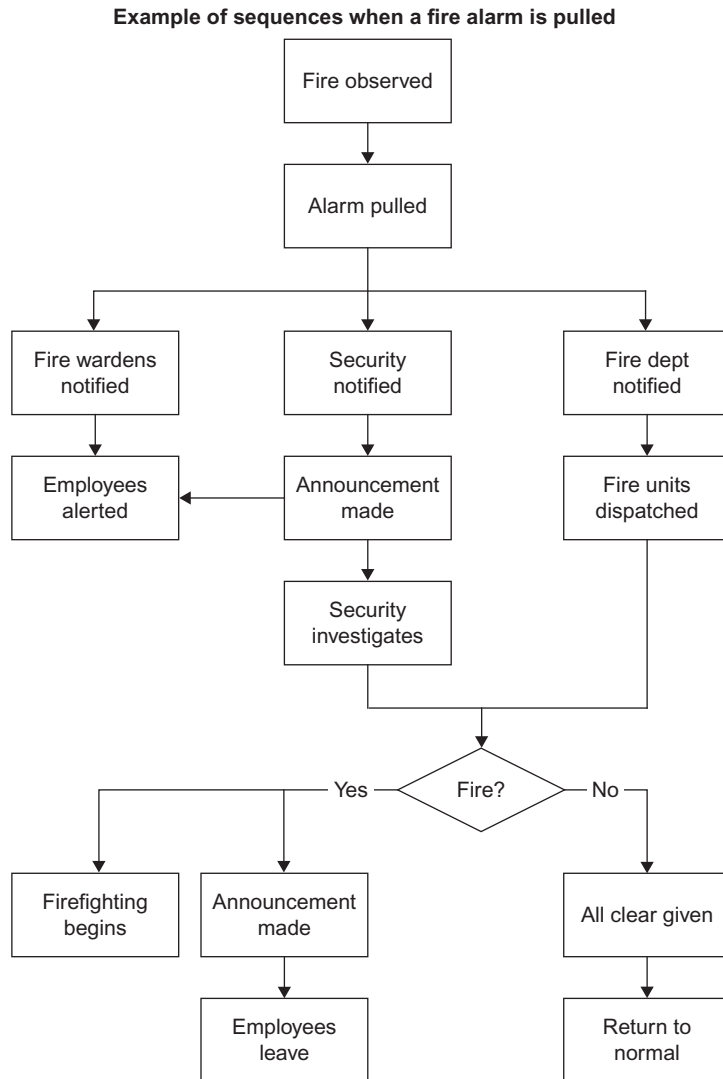 Example of sequences when a fire alarm is pulled
Fire observed
Alarm pulled
Fire wardens
notified
Security
notified
Fire dept
notified
Employees
alerted
Announcement
made
Fire units
dispatched
Security
investigates
Yes
Fire?
No
Firefighting
begins
Announcement
made
All clear given
Employees
leave
Return to
normal